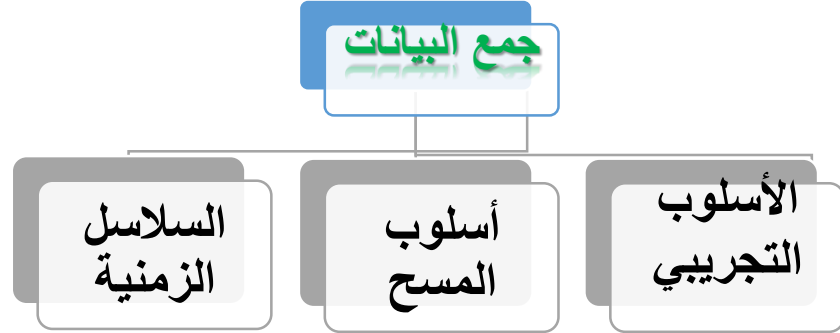 جمع البيانات
الأسلوب
التجريبي
أسلوب
المسح
السلاسل
الزمنية